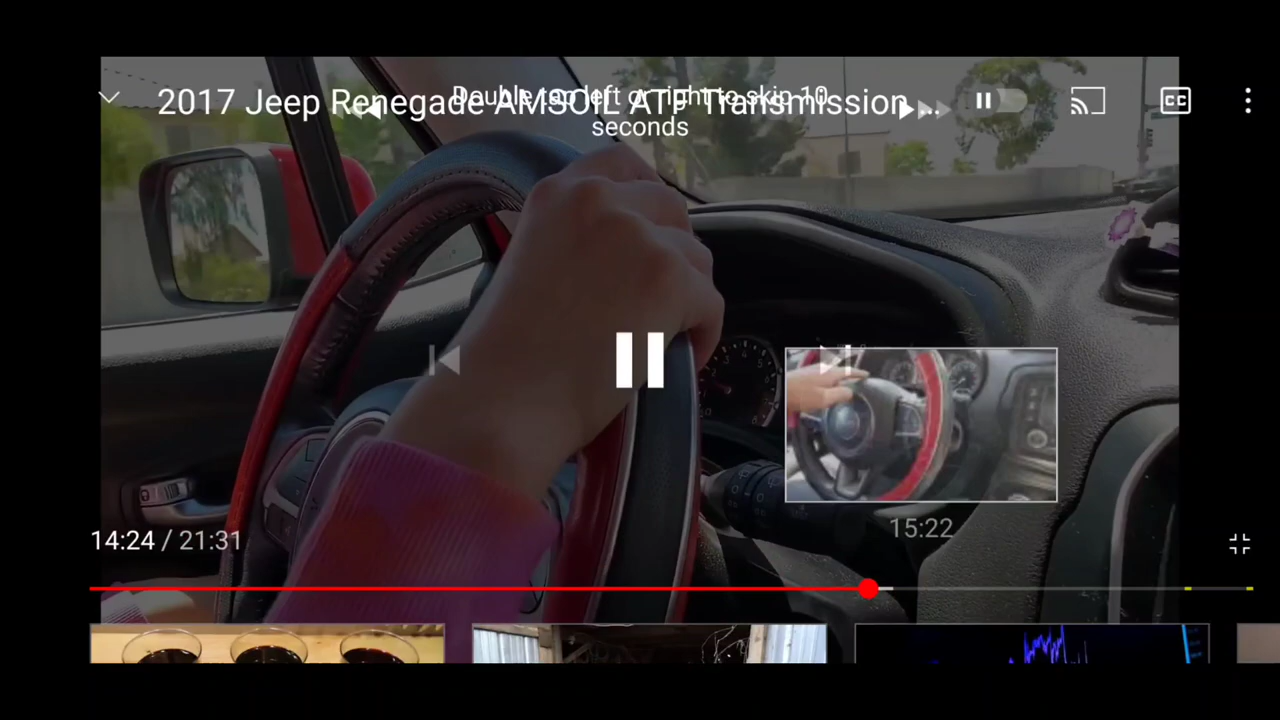 Double tap left or right to skip 10
2017 Jeep Renegade AMSOIL ATF Transmission ...
seconds
CC
15:22
14:24 / 21:31